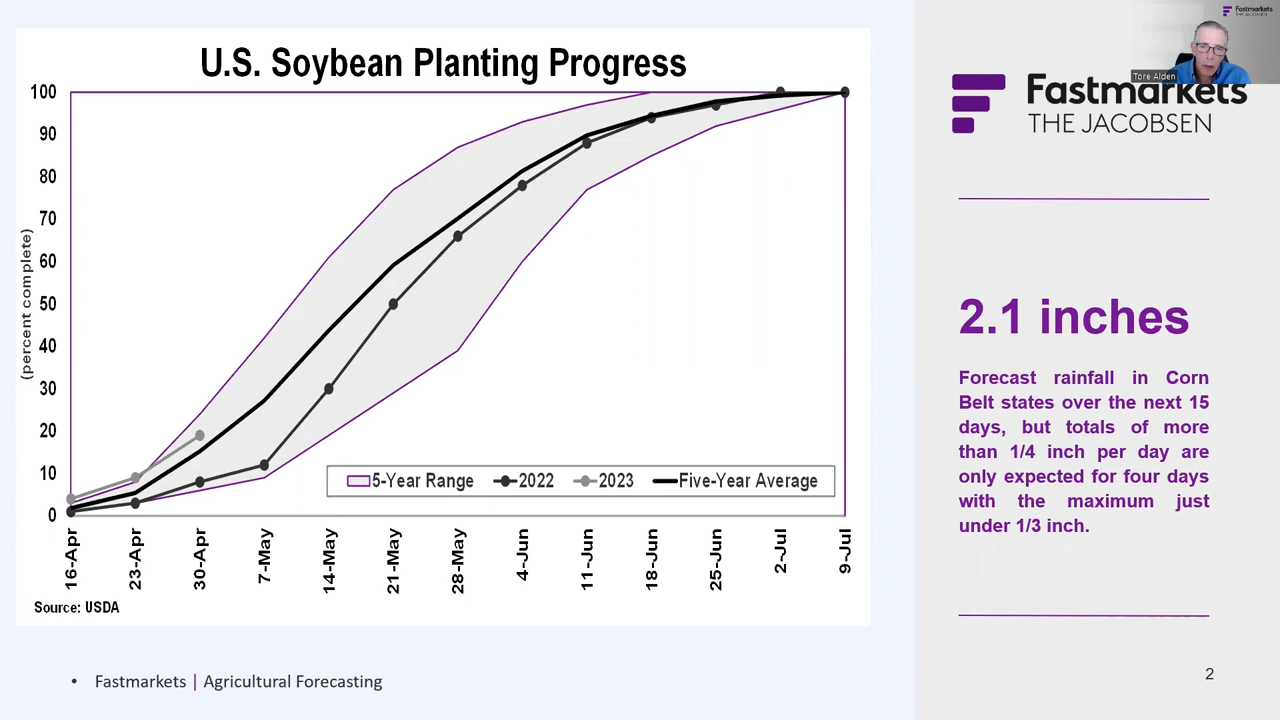 U.S. Soybean Planting Progress
(percent complete)
100
90
80
70
60
50
40
30
20
10
0
5-Year Range
2022
2023
Five-Year Average
16-Apr
23-Apr
30-Apr
7-May
14-May
21-May
28-May
4-Jun
11-Jun
18-Jun
25-Jun
2-Jul
9-Jul
Source: USDA
• Fastmarkets | Agricultural Forecasting
Fastmarkets
THE JACOBSEN
Tore Alden
Fastmarkets
THE JACOBSEN
2.1 inches
Forecast rainfall in Corn
Belt states over the next 15
days, but totals of more
than 1/4 inch per day are
only expected for four days
with the maximum just
under 1/3 inch.
2